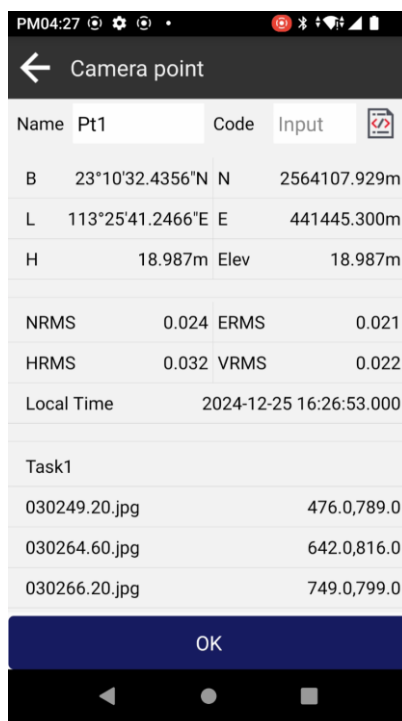 PM04:27
Camera point
Name Pt1 Code Input
B 23°10'32.4356"N N 2564107.929m
L 113°25'41.2466"E E 441445.300m
H 18.987m Elev 18.987m
NRMS 0.024 ERMS 0.021
HRMS 0.032 VRMS 0.022
Local Time 2024-12-25 16:26:53.000
Task1
030249.20.jpg 476.0,789.0
030264.60.jpg 642.0,816.0
030266.20.jpg 749.0,799.0
OK